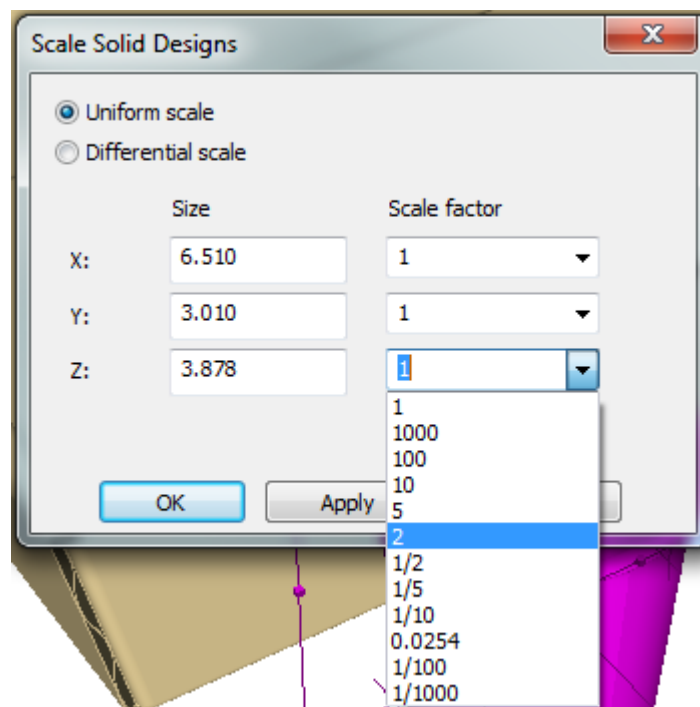 Scale Solid Designs
Uniform scale
Differential scale
Size Scale factor
X: 6.510 1
Y: 3.010 1
Z: 3.878 1
1
1000
100
10
OK Apply 5
2
1/2
1/5
1/10
0.0254
1/100
1/1000